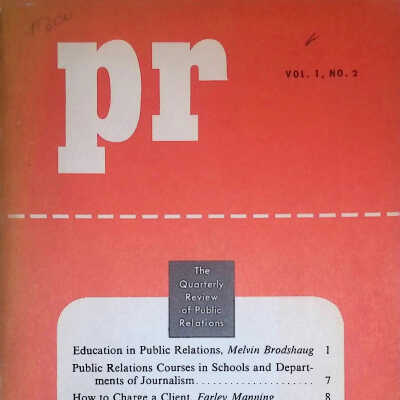 pr
VOL. 1, NO. 2
The
Quarterly
Review
of Public
Relations
Education in Public Relations, Melvin Brodshaug 1
Public Relations Courses in Schools and Depart-
ments of Journalism.................... 7
How to Charge a Client, Farley Manning 8